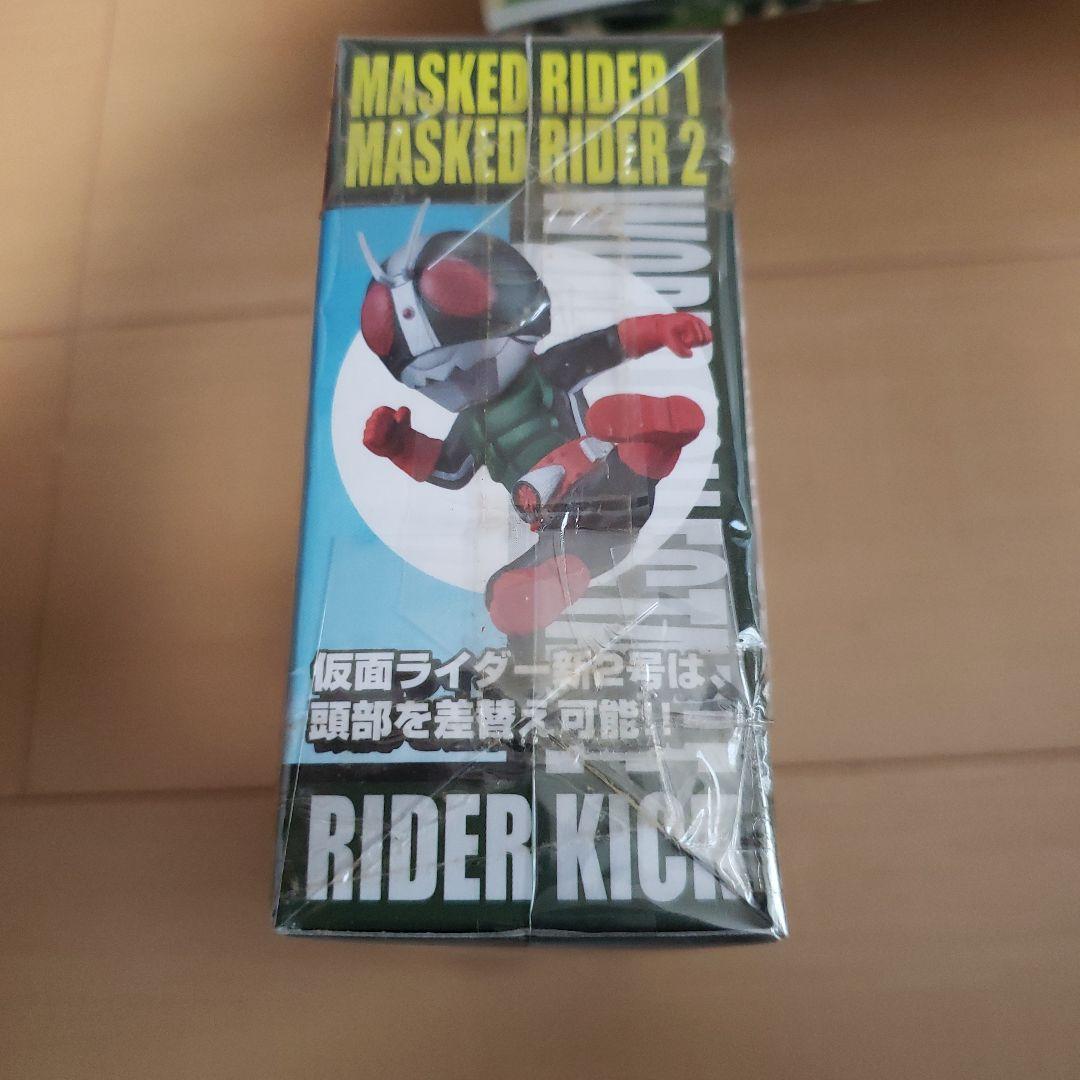 MASKED RIDER 1
MASKED RIDER 2
仮面ライダー新2号は、
頭部を差替え可能!!
RIDER KICK